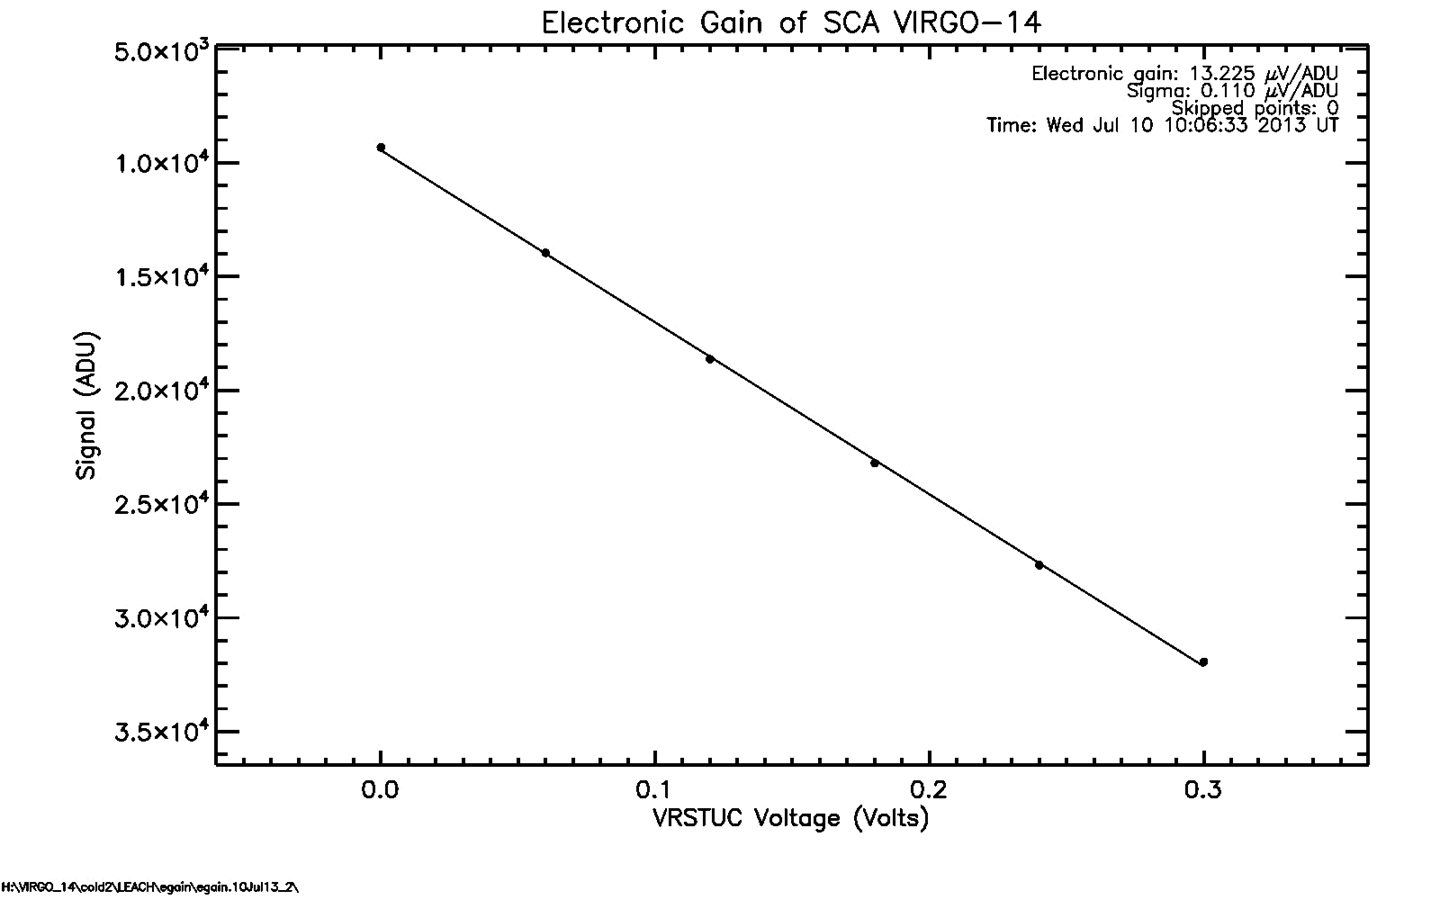 Electronic Gain of SCA VIRGO-14
Electronic gain: 13.225 μV/ADU
Sigma: 0.110 μV/ADU
Skipped points: 0
Time: Wed Jul 10 10:06:33 2013 UT
5.0×10³
1.0×10⁴
1.5×10⁴
2.0×10⁴
2.5×10⁴
3.0×10⁴
3.5×10⁴
Signal (ADU)
0.0 0.1 0.2 0.3
VRSTUC Voltage (Volts)
H:\VIRGO_14\cold2\LEACH\egain\egain.10Jul13_2\